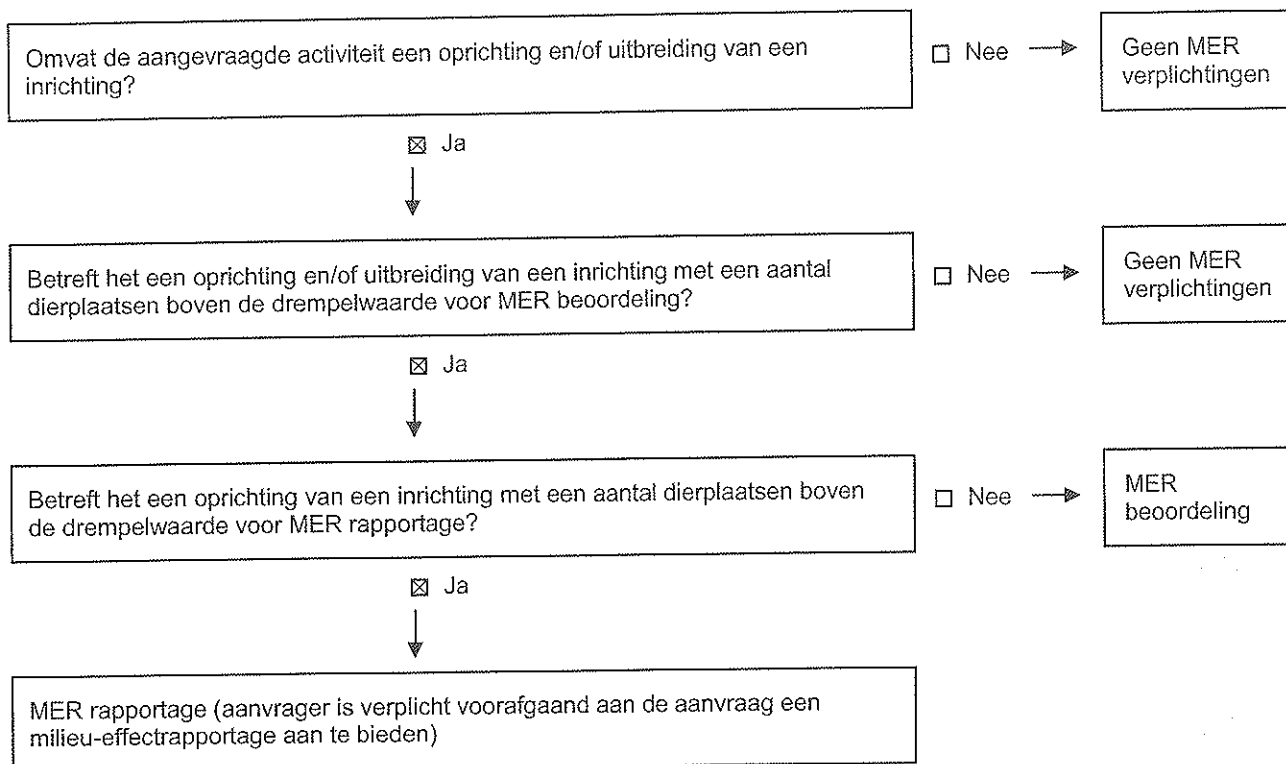 Omvat de aangevraagde activiteit een oprichting en/of uitbreiding van een
inrichting?
☐ Nee
Geen MER
verplichtingen
☒ Ja
Betreft het een oprichting en/of uitbreiding van een inrichting met een aantal
dierplaatsen boven de drempelwaarde voor MER beoordeling?
☐ Nee
Geen MER
verplichtingen
☒ Ja
Betreft het een oprichting van een inrichting met een aantal dierplaatsen boven
de drempelwaarde voor MER rapportage?
☐ Nee
MER
beoordeling
☒ Ja
MER rapportage (aanvrager is verplicht voorafgaand aan de aanvraag een
milieu-effectrapportage aan te bieden)